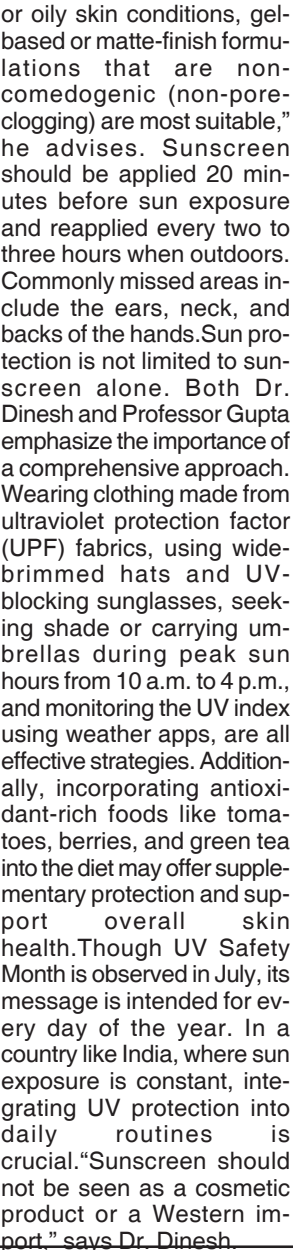 or oily skin conditions, gel-
based or matte-finish formu-
lations that are non-
comedogenic (non-pore-
clogging) are most suitable,”
he advises. Sunscreen
should be applied 20 min-
utes before sun exposure
and reapplied every two to
three hours when outdoors.
Commonly missed areas in-
clude the ears, neck, and
backs of the hands.Sun pro-
tection is not limited to sun-
screen alone. Both Dr.
Dinesh and Professor Gupta
emphasize the importance of
a comprehensive approach.
Wearing clothing made from
ultraviolet protection factor
(UPF) fabrics, using wide-
brimmed hats and UV-
blocking sunglasses, seek-
ing shade or carrying um-
brellas during peak sun
hours from 10 a.m. to 4 p.m.,
and monitoring the UV index
using weather apps, are all
effective strategies. Addition-
ally, incorporating antioxi-
dant-rich foods like toma-
toes, berries, and green tea
into the diet may offer supple-
mentary protection and sup-
port overall skin
health.Though UV Safety
Month is observed in July, its
message is intended for ev-
ery day of the year. In a
country like India, where sun
exposure is constant, inte-
grating UV protection into
daily routines is
crucial.“Sunscreen should
not be seen as a cosmetic
product or a Western im-
port,” says Dr. Dinesh.